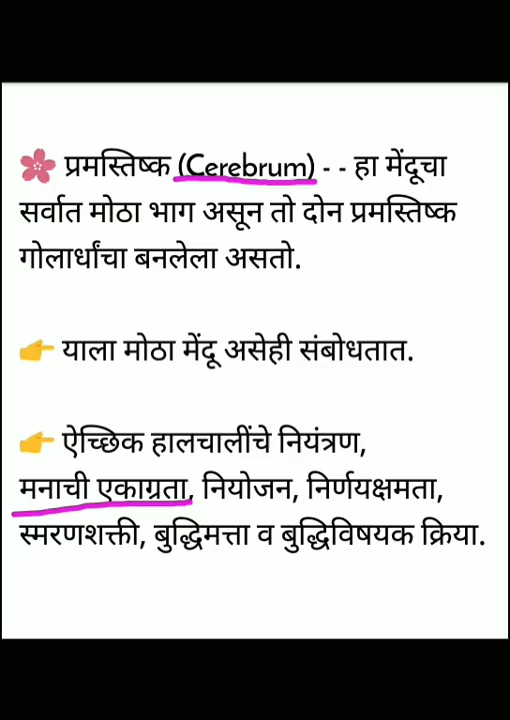 🌸 प्रमस्तिष्क (Cerebrum) - - हा मेंदूचा
सर्वात मोठा भाग असून तो दोन प्रमस्तिष्क
गोलार्धांचा बनलेला असतो.
👉 याला मोठा मेंदू असेही संबोधतात.
👉 ऐच्छिक हालचालींचे नियंत्रण,
मनाची एकाग्रता, नियोजन, निर्णयक्षमता,
स्मरणशक्ती, बुद्धिमत्ता व बुद्धिविषयक क्रिया.